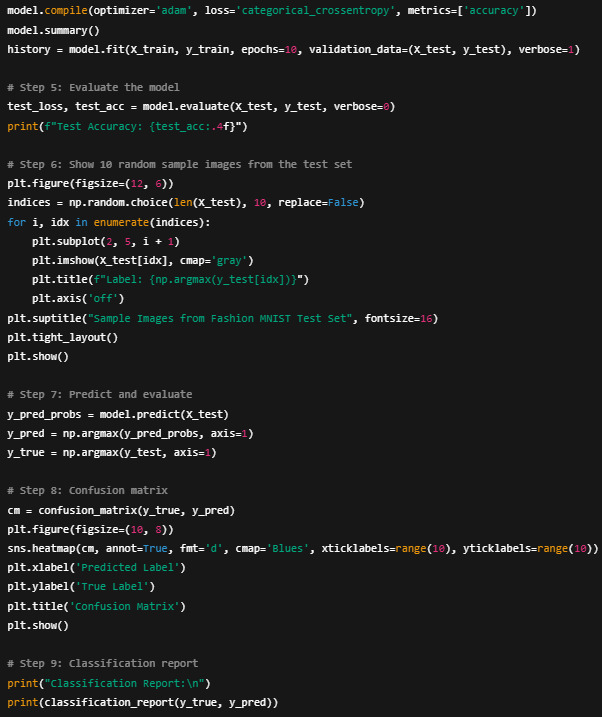 model.compile(optimizer='adam', loss='categorical_crossentropy', metrics=['accuracy'])
model.summary()
history = model.fit(X_train, y_train, epochs=10, validation_data=(X_test, y_test), verbose=1)

# Step 5: Evaluate the model
test_loss, test_acc = model.evaluate(X_test, y_test, verbose=0)
print(f"Test Accuracy: {test_acc:.4f}")

# Step 6: Show 10 random sample images from the test set
plt.figure(figsize=(12, 6))
indices = np.random.choice(len(X_test), 10, replace=False)
for i, idx in enumerate(indices):
    plt.subplot(2, 5, i + 1)
    plt.imshow(X_test[idx], cmap='gray')
    plt.title(f"Label: {np.argmax(y_test[idx])}")
    plt.axis('off')
plt.suptitle("Sample Images from Fashion MNIST Test Set", fontsize=16)
plt.tight_layout()
plt.show()

# Step 7: Predict and evaluate
y_pred_probs = model.predict(X_test)
y_pred = np.argmax(y_pred_probs, axis=1)
y_true = np.argmax(y_test, axis=1)

# Step 8: Confusion matrix
cm = confusion_matrix(y_true, y_pred)
plt.figure(figsize=(10, 8))
sns.heatmap(cm, annot=True, fmt='d', cmap='Blues', xticklabels=range(10), yticklabels=range(10))
plt.xlabel('Predicted Label')
plt.ylabel('True Label')
plt.title('Confusion Matrix')
plt.show()

# Step 9: Classification report
print("Classification Report:\n")
print(classification_report(y_true, y_pred))